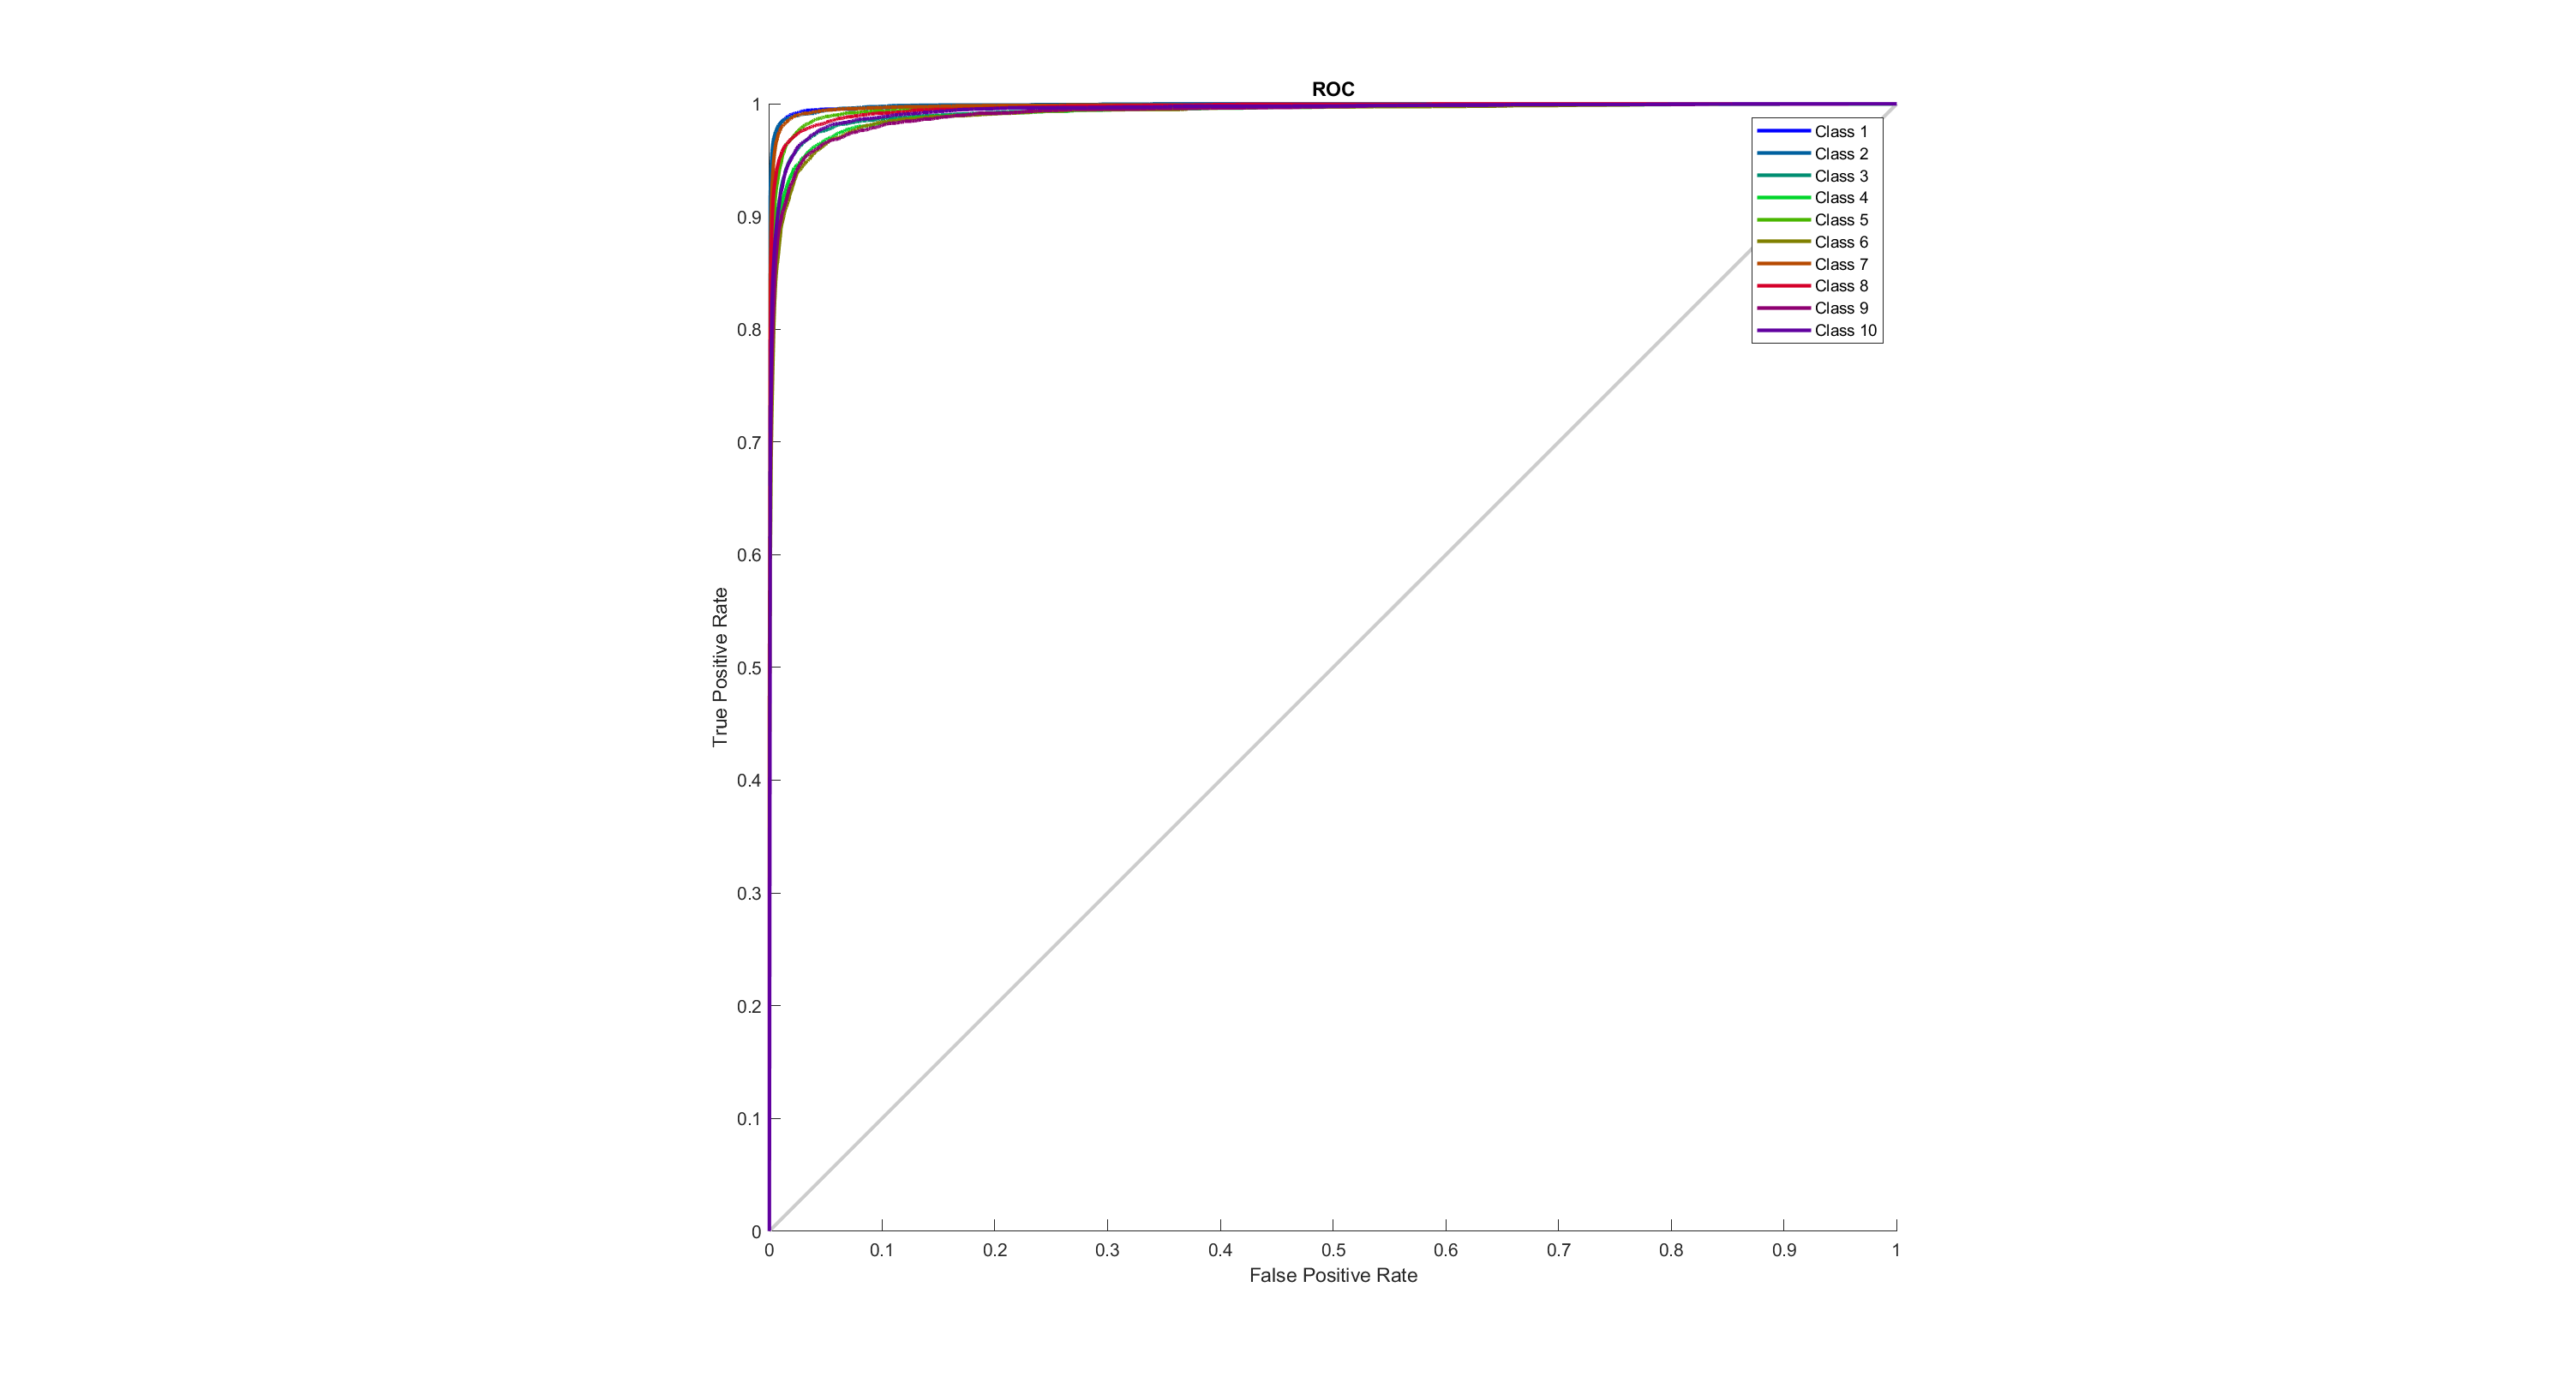 ROC
1
0.9
0.8
0.7
0.6
0.5
0.4
0.3
0.2
0.1
0
True Positive Rate
Class 1
Class 2
Class 3
Class 4
Class 5
Class 6
Class 7
Class 8
Class 9
Class 10
0 0.1 0.2 0.3 0.4 0.5 0.6 0.7 0.8 0.9 1
False Positive Rate